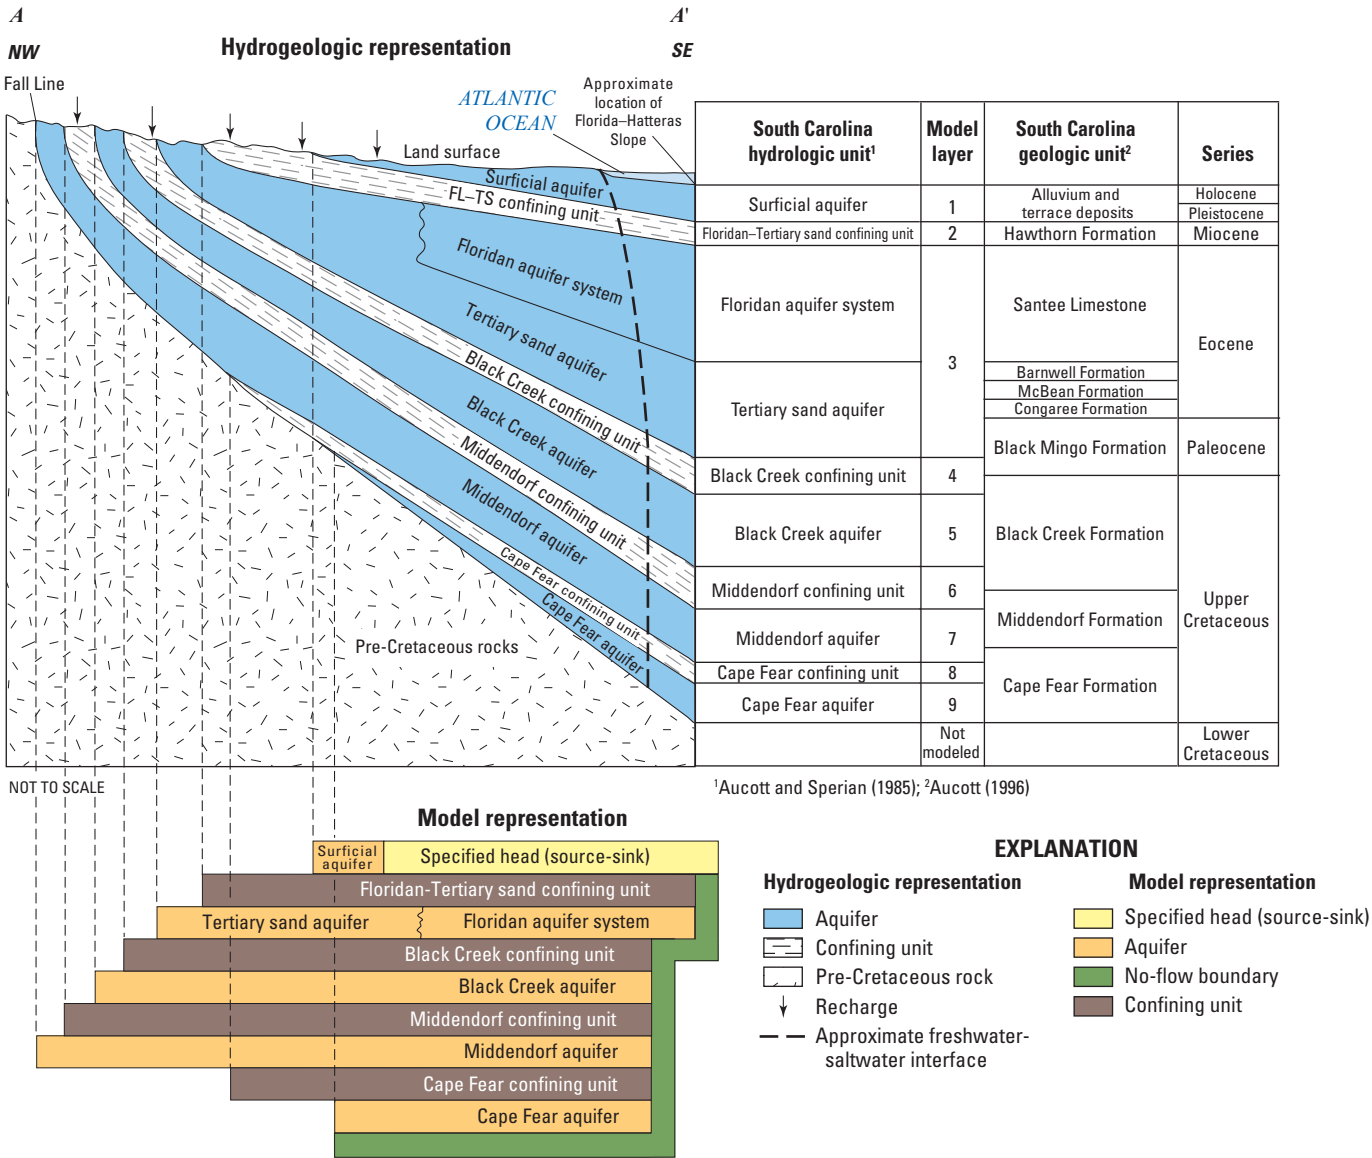 A
A'
NW
Hydrogeologic representation
SE
Fall Line
ATLANTIC
OCEAN
Approximate
location of
Florida–Hatteras
Slope
Land surface
Surficial aquifer
FL–TS confining unit
Floridan aquifer system
Tertiary sand aquifer
Black Creek confining unit
Black Creek aquifer
Middendorf confining unit
Middendorf aquifer
Cape Fear confining unit
Cape Fear aquifer
Pre-Cretaceous rocks
NOT TO SCALE
South Carolina
hydrologic unit¹
Model
layer
South Carolina
geologic unit²
Series
Surficial aquifer
1
Alluvium and
terrace deposits
Holocene
Pleistocene
Floridan–Tertiary sand confining unit
2
Hawthorn Formation
Miocene
Floridan aquifer system
3
Santee Limestone
Eocene
Barnwell Formation
McBean Formation
Congaree Formation
Tertiary sand aquifer
Black Mingo Formation
Paleocene
Black Creek confining unit
4
Black Creek aquifer
5
Black Creek Formation
Middendorf confining unit
6
Upper
Cretaceous
Middendorf aquifer
7
Middendorf Formation
Cape Fear confining unit
8
Cape Fear Formation
Cape Fear aquifer
9
Not
modeled
Lower
Cretaceous
¹Aucott and Sperian (1985); ²Aucott (1996)
Model representation
Surficial
aquifer
Specified head (source-sink)
Floridan-Tertiary sand confining unit
Tertiary sand aquifer
Floridan aquifer system
Black Creek confining unit
Black Creek aquifer
Middendorf confining unit
Middendorf aquifer
Cape Fear confining unit
Cape Fear aquifer
EXPLANATION
Hydrogeologic representation
Aquifer
Confining unit
Pre-Cretaceous rock
Recharge
Approximate freshwater-
saltwater interface
Model representation
Specified head (source-sink)
Aquifer
No-flow boundary
Confining unit